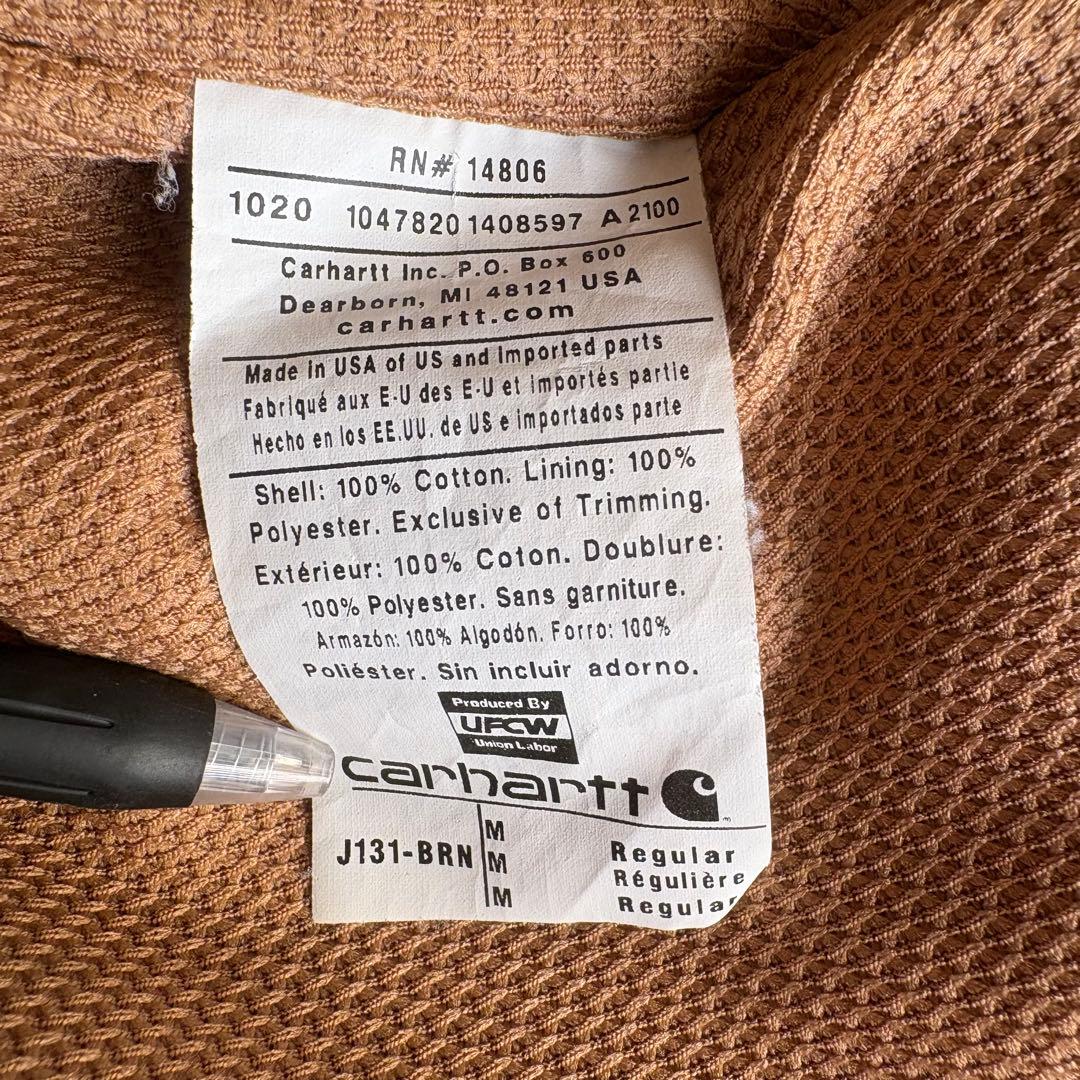 RN# 14806
1020 1047820 1408597 A 2100
Carhartt Inc. P.O. Box 600
Dearborn, MI 48121 USA
carhartt.com
Made in USA of US and Imported parts
Fabriqué aux E-U des E-U et importés partie
Hecho en los EE.UU. de US e importados parte
Shell: 100% Cotton. Lining: 100%
Polyester. Exclusive of Trimming.
Extérieur: 100% Coton. Doublure:
100% Polyester. Sans garniture.
Armazón: 100% Algodón. Forro: 100%
Poliéster. Sin incluir adorno.
Produced By
UFCW
Union Labor
carhartt
J131-BRN
M Regular
M Régulière
M Regular